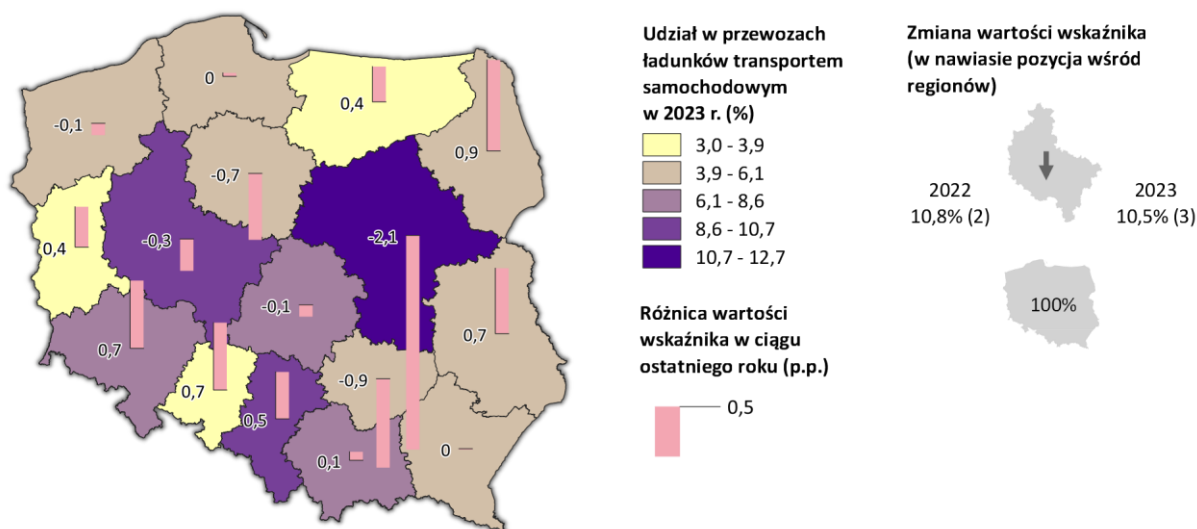 0
-0,1
0,4
0,9
-0,7
0,4
-0,3
-2,1
-0,1
0,7
0,7
0,7
-0,9
0,5
0,1
0
Udział w przewozach
ładunków transportem
samochodowym
w 2023 r. (%)
3,0 - 3,9
3,9 - 6,1
6,1 - 8,6
8,6 - 10,7
10,7 - 12,7
Różnica wartości
wskaźnika w ciągu
ostatniego roku (p.p.)
0,5
Zmiana wartości wskaźnika
(w nawiasie pozycja wśród
regionów)
2022
10,8% (2)
2023
10,5% (3)
100%